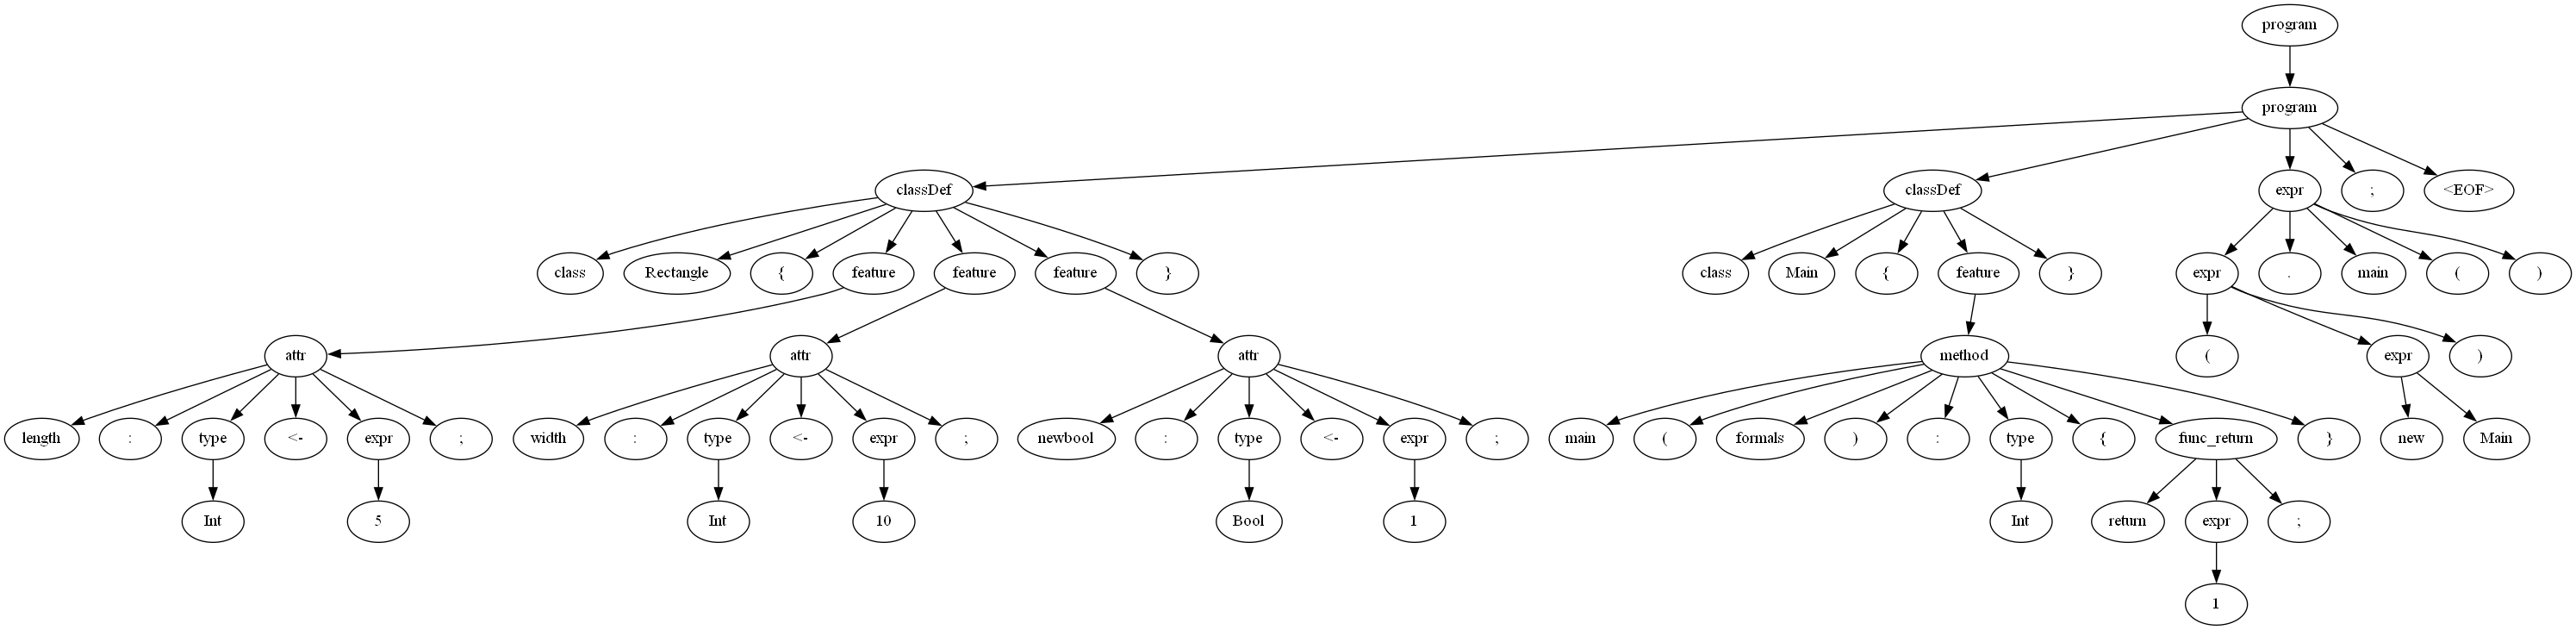 program
program
classDef classDef expr ; <EOF>
class Rectangle { feature feature feature } class Main { feature } expr . main ( )
attr attr attr method ( expr )
length : type <- expr ; width : type <- expr ; newbool : type <- expr ; main ( formals ) : type { func_return } new Main
Int 5 Int 10 Bool 1 Int return expr ;
1